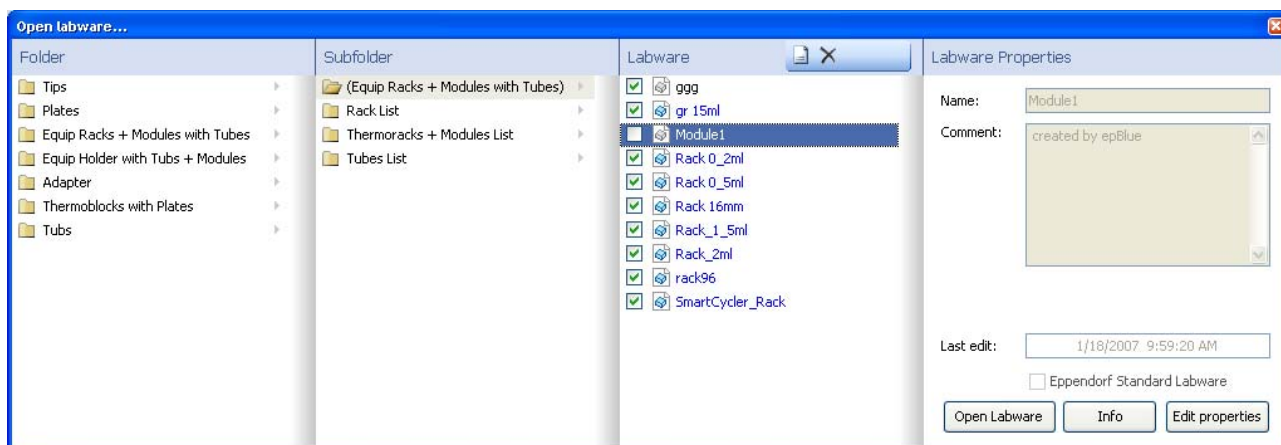 Open labware...
Folder
Subfolder
Labware
Labware Properties
Tips
Plates
Equip Racks + Modules with Tubes
Equip Holder with Tubs + Modules
Adapter
Thermoblocks with Plates
Tubs
(Equip Racks + Modules with Tubes)
Rack List
Thermoracks + Modules List
Tubes List
ggg
gr 15ml
Module1
Rack 0_2ml
Rack 0_5ml
Rack 16mm
Rack_1_5ml
Rack_2ml
rack96
SmartCycler_Rack
Name: Module1
Comment: created by epBlue
Last edit: 1/18/2007 9:59:20 AM
Eppendorf Standard Labware
Open Labware Info Edit properties